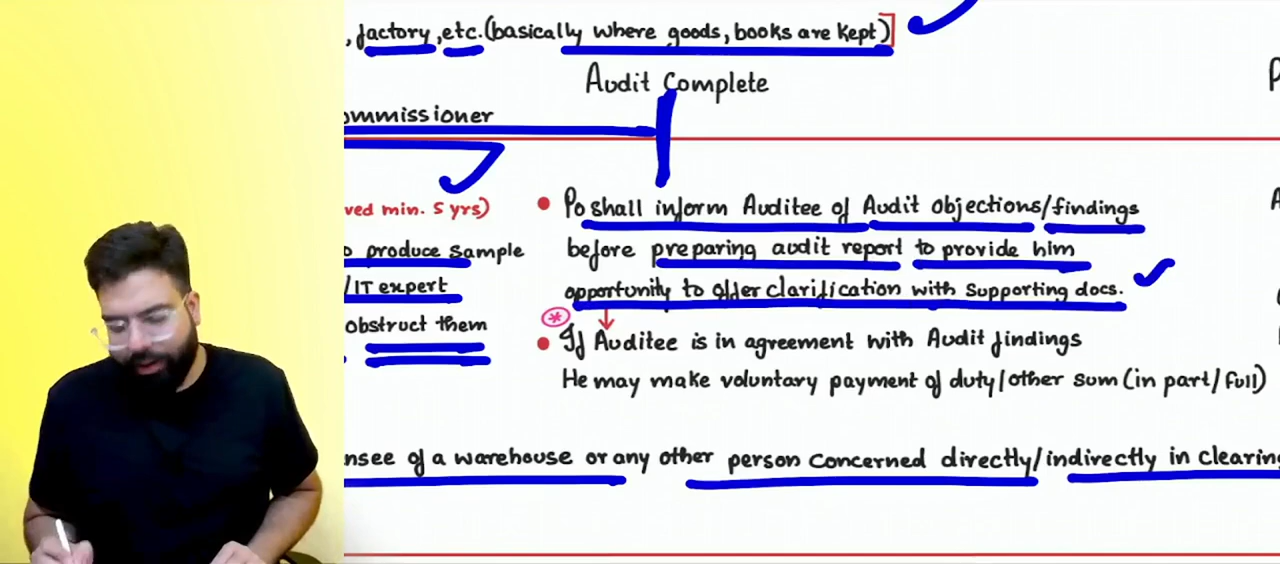 , factory, etc. (basically where goods, books are kept)]
Audit Complete
P
ommissioner
ved min. 5 yrs)
• Po shall inform Auditee of Audit objections/findings
o produce sample
before preparing audit report to provide him
/IT expert
opportunity to offer clarification with supporting docs.
obstruct them
* • If Auditee is in agreement with Audit findings
He may make voluntary payment of duty/other sum (in part/full)
nsee of a warehouse or any other person concerned directly/indirectly in clearing